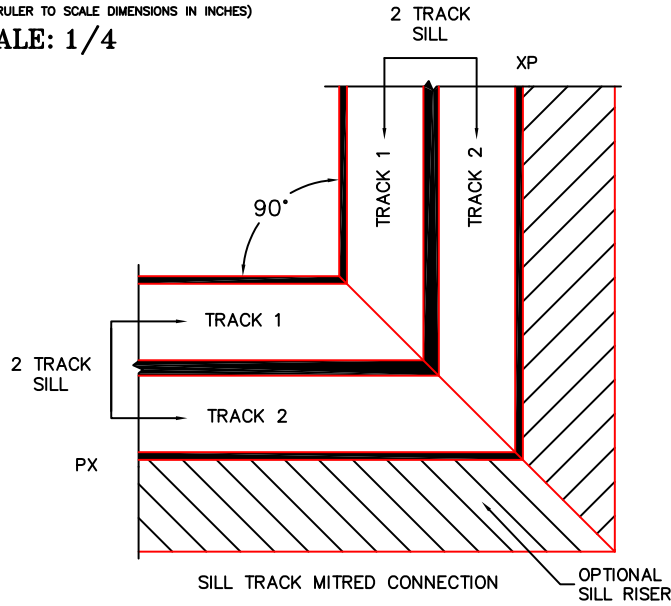 RULER TO SCALE DIMENSIONS IN INCHES)
ALE: 1/4
2 TRACK
SILL
XP
TRACK 1
TRACK 2
90°
TRACK 1
2 TRACK
SILL
TRACK 2
PX
SILL TRACK MITRED CONNECTION
OPTIONAL
SILL RISER